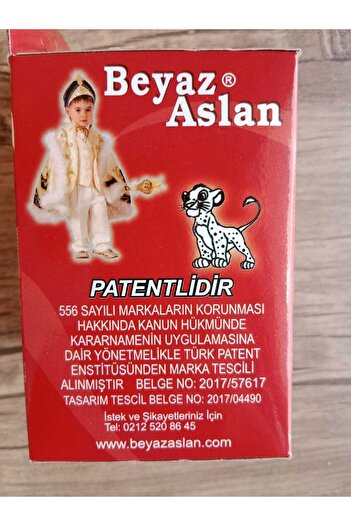 Beyaz®
Aslan
PATENTLİDİR
556 SAYILI MARKALARIN KORUNMASI
HAKKINDA KANUN HÜKMÜNDE
KARARNAMENİN UYGULAMASINA
DAİR YÖNETMELİKLE TÜRK PATENT
ENSTİTÜSÜNDEN MARKA TESCİLİ
ALINMIŞTIR BELGE NO: 2017/57617
TASARIM TESCİL BELGE NO: 2017/04490
İstek ve Şikayetleriniz İçin
Tel: 0212 520 86 45
www.beyazaslan.com